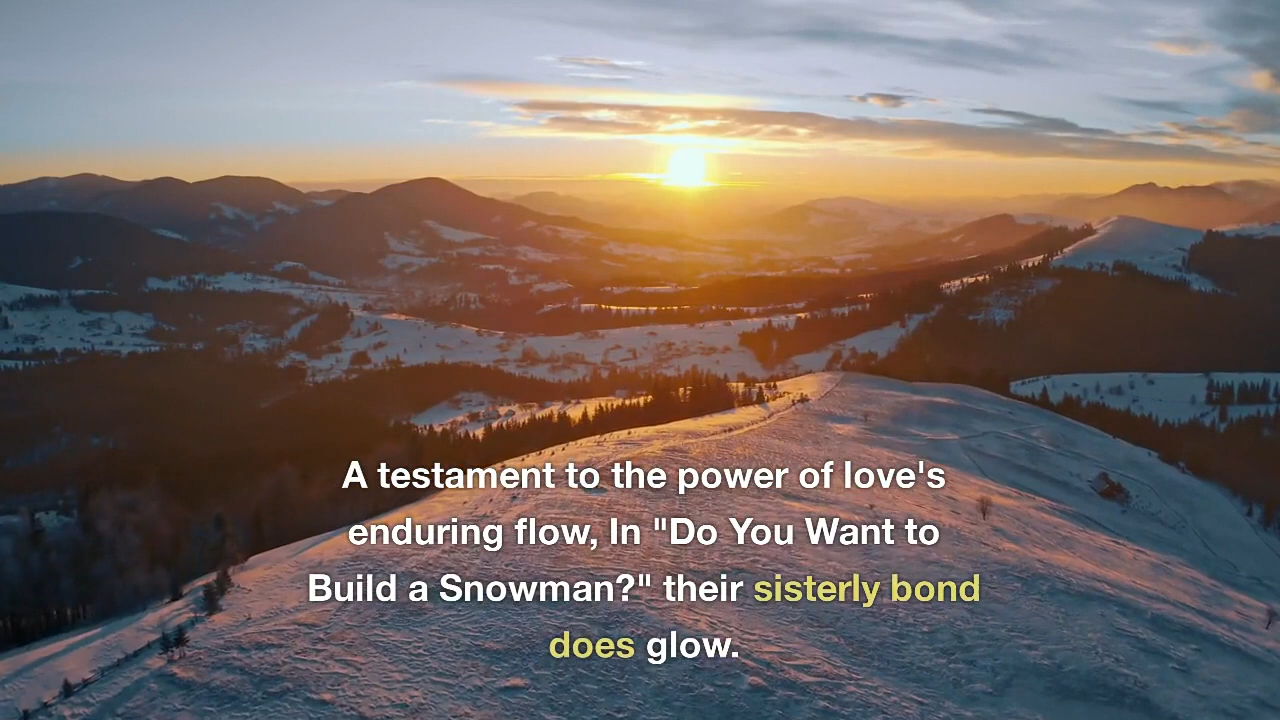 A testament to the power of love's
enduring flow, In "Do You Want to
Build a Snowman?" their sisterly bond
does glow.